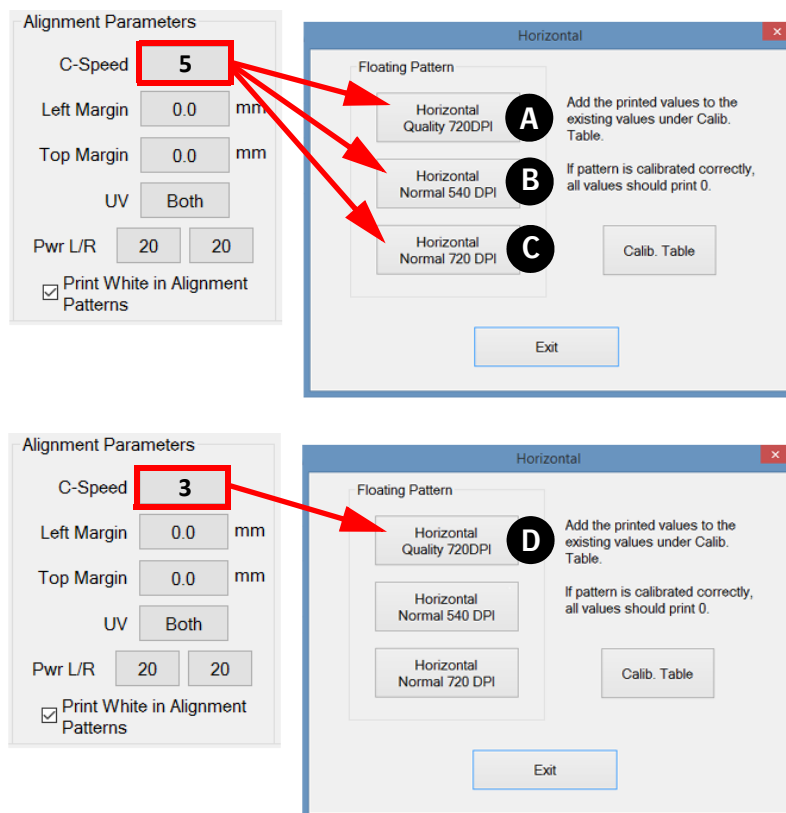 Alignment Parameters
C-Speed 5
Left Margin 0.0 mm
Top Margin 0.0 mm
UV Both
Pwr L/R 20 20
Print White in Alignment
Patterns
Horizontal
×
Floating Pattern
Horizontal
Quality 720DPI
A
Horizontal
Normal 540 DPI
B
Horizontal
Normal 720 DPI
C
Add the printed values to the
existing values under Calib.
Table.
If pattern is calibrated correctly,
all values should print 0.
Calib. Table
Exit
Alignment Parameters
C-Speed 3
Left Margin 0.0 mm
Top Margin 0.0 mm
UV Both
Pwr L/R 20 20
Print White in Alignment
Patterns
Horizontal
×
Floating Pattern
Horizontal
Quality 720DPI
D
Horizontal
Normal 540 DPI
Horizontal
Normal 720 DPI
Add the printed values to the
existing values under Calib.
Table.
If pattern is calibrated correctly,
all values should print 0.
Calib. Table
Exit